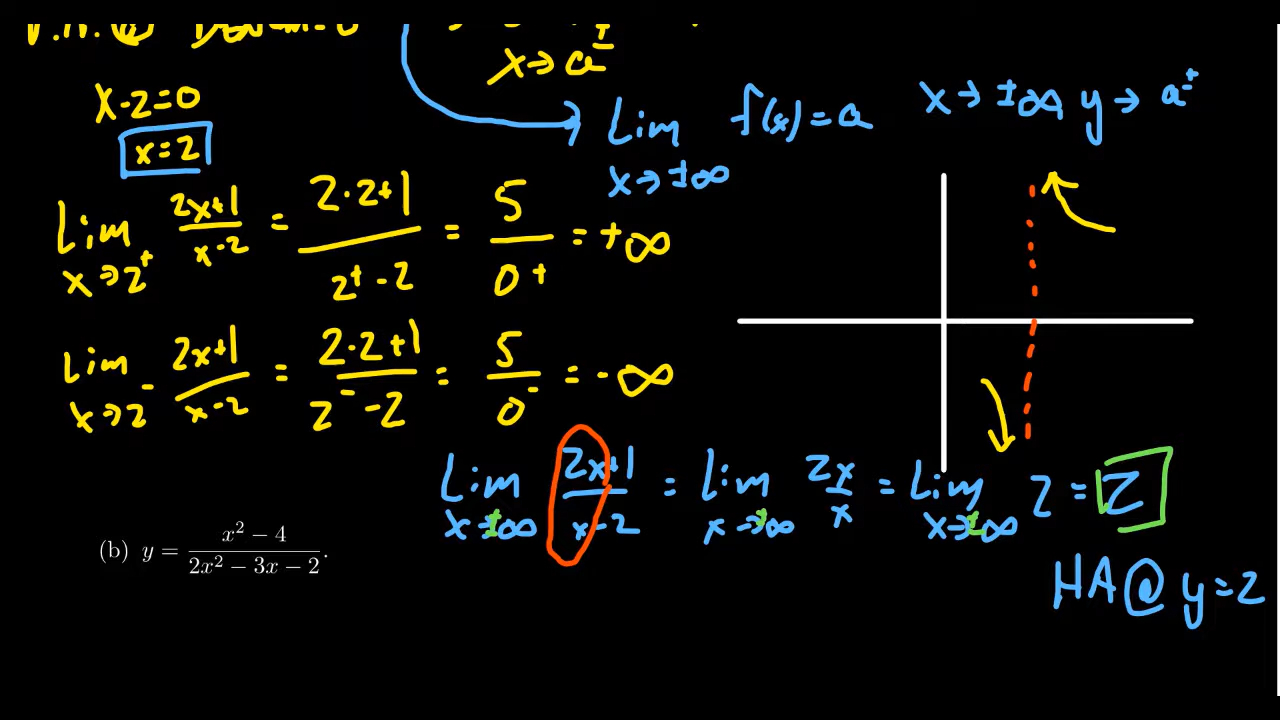 x→a±
x-2=0
x=2
lim x→±∞ f(x)=a
x→±∞ y→a±
lim x→2⁺ (2x+1)/(x-2) = (2·2+1)/(2⁺-2) = 5/0⁺ = +∞
lim x→2⁻ (2x+1)/(x-2) = (2·2+1)/(2⁻-2) = 5/0⁻ = -∞
lim x→±∞ (2x+1)/(x-2) = lim x→±∞ 2x/x = lim x→±∞ 2 = 2
HA@ y=2
(b) y = (x² − 4)/(2x² − 3x − 2).